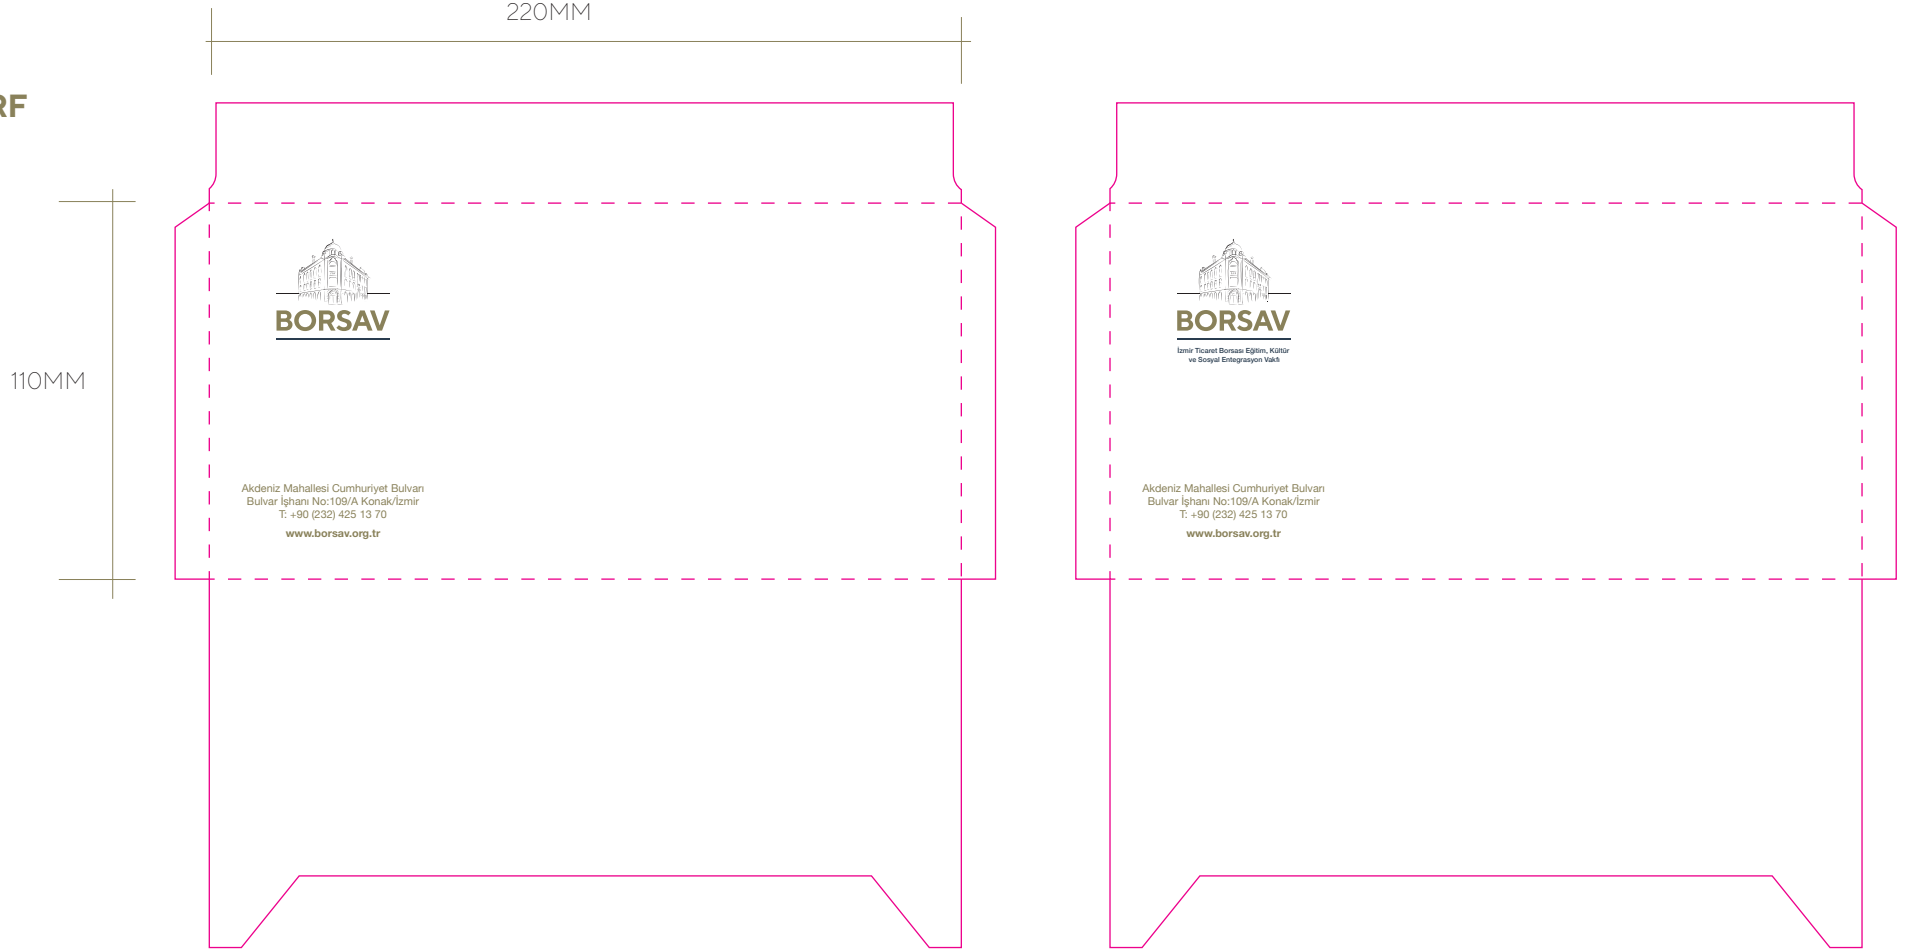 220MM
RF
110MM
BORSAV
Akdeniz Mahallesi Cumhuriyet Bulvarı
Bulvar İşhanı No:109/A Konak/İzmir
T: +90 (232) 425 13 70
www.borsav.org.tr
BORSAV
İzmir Ticaret Borsası Eğitim, Kültür
ve Sosyal Entegrasyon Vakfı
Akdeniz Mahallesi Cumhuriyet Bulvarı
Bulvar İşhanı No:109/A Konak/İzmir
T: +90 (232) 425 13 70
www.borsav.org.tr